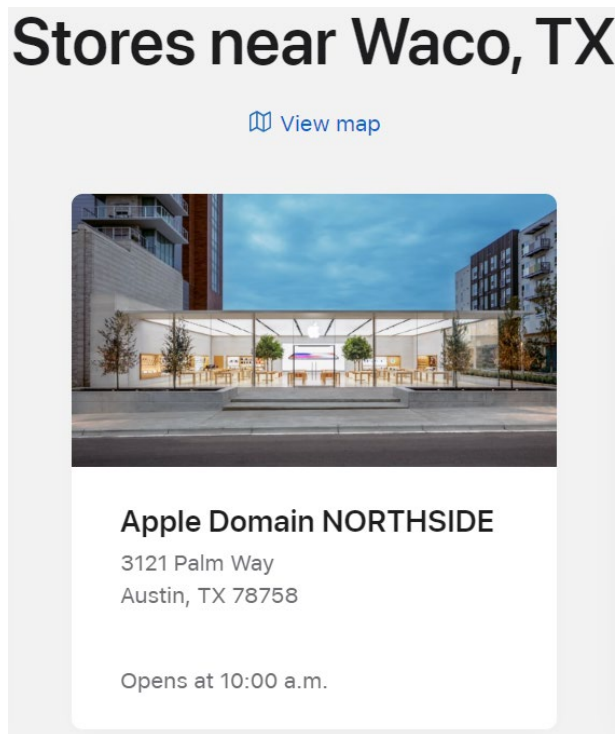 Stores near Waco, TX
View map
Apple Domain NORTHSIDE
3121 Palm Way
Austin, TX 78758
Opens at 10:00 a.m.